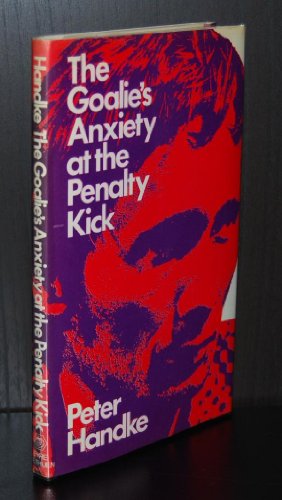 The
Goalie's
Anxiety
at the
Penalty
Kick
Peter
Handke
Handke The Goalie's Anxiety at the Penalty Kick